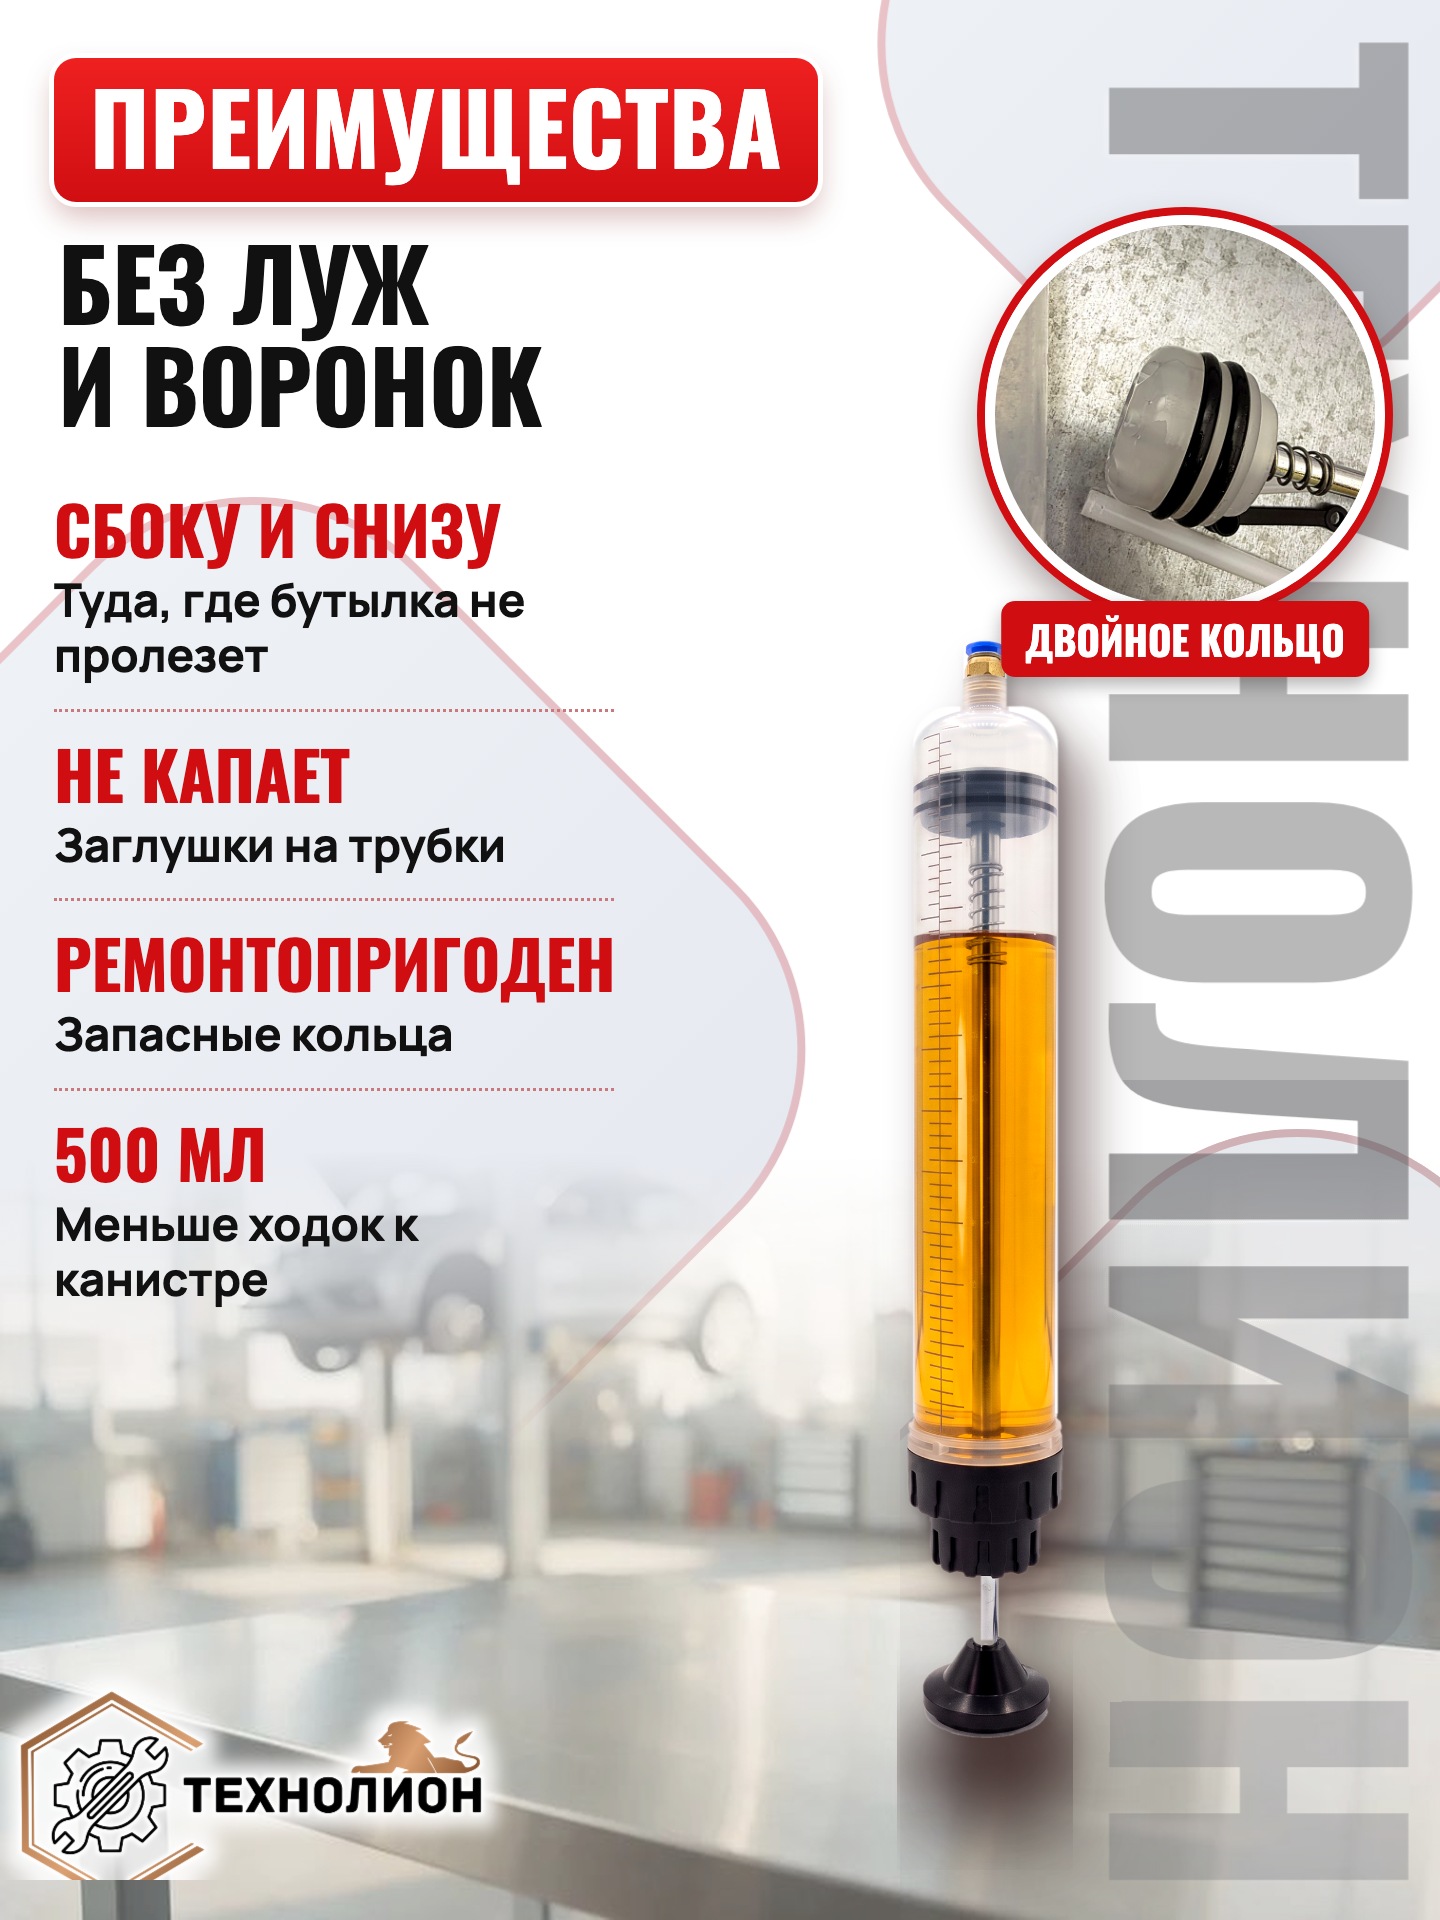 ПРЕИМУЩЕСТВА
БЕЗ ЛУЖ
И ВОРОНОК
СБОКУ И СНИЗУ
Туда, где бутылка не
пролезет
НЕ КАПАЕТ
Заглушки на трубки
РЕМОНТОПРИГОДЕН
Запасные кольца
500 МЛ
Меньше ходок к
канистре
ДВОЙНОЕ КОЛЬЦО
ТЕХНОЛИОН